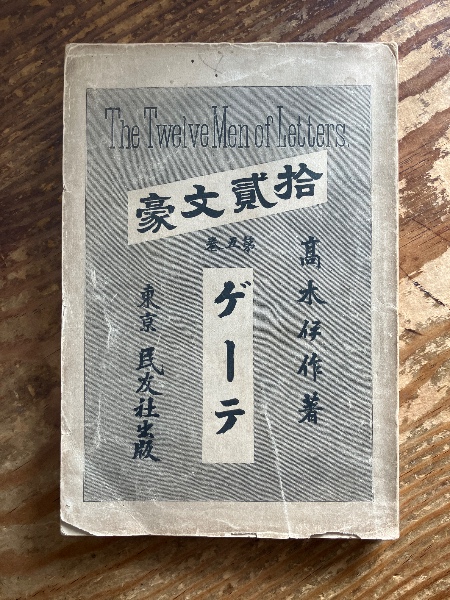 The Twelve Men of Letters.
拾貳文豪
第五巻
髙木伊作著
ゲーテ
東京 民友社出版